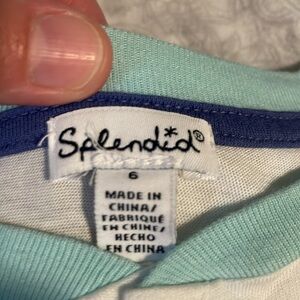 Splendid®
6
MADE IN
CHINA/
FABRIQUÉ
EN CHINE/
HECHO
EN CHINA